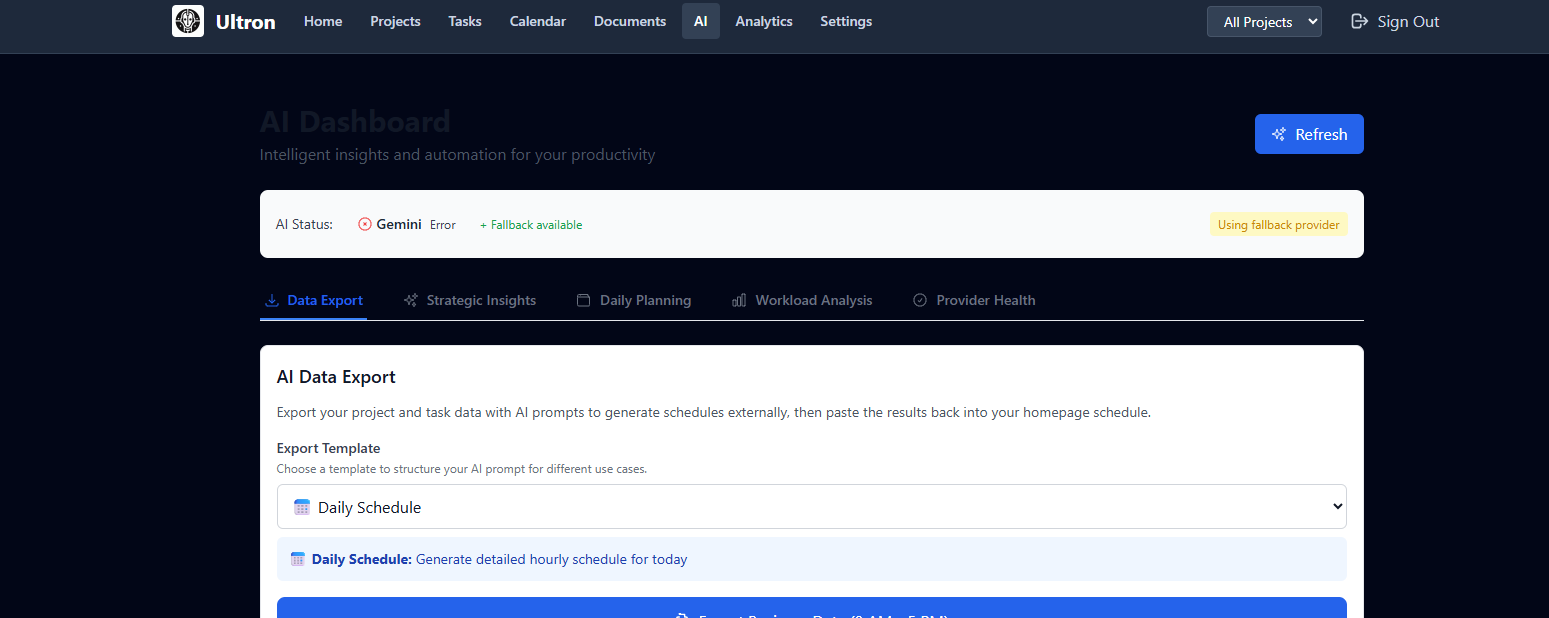 Ultron Home Projects Tasks Calendar Documents AI Analytics Settings All Projects Sign Out
AI Dashboard
Intelligent insights and automation for your productivity
Refresh
AI Status: Gemini Error + Fallback available Using fallback provider
Data Export Strategic Insights Daily Planning Workload Analysis Provider Health
AI Data Export
Export your project and task data with AI prompts to generate schedules externally, then paste the results back into your homepage schedule.
Export Template
Choose a template to structure your AI prompt for different use cases.
Daily Schedule
Daily Schedule: Generate detailed hourly schedule for today